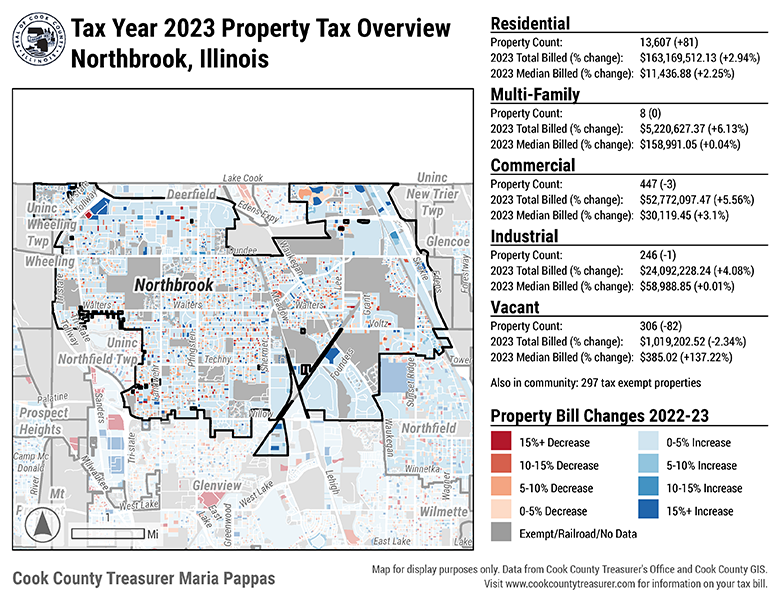 Tax Year 2023 Property Tax Overview
Northbrook, Illinois
Residential
Property Count: 13,607 (+81)
2023 Total Billed (% change): $163,169,512.13 (+2.94%)
2023 Median Billed (% change): $11,436.88 (+2.25%)
Multi-Family
Property Count: 8 (0)
2023 Total Billed (% change): $5,220,627.37 (+6.13%)
2023 Median Billed (% change): $158,991.05 (+0.04%)
Commercial
Property Count: 447 (-3)
2023 Total Billed (% change): $52,772,097.47 (+5.56%)
2023 Median Billed (% change): $30,119.45 (+3.1%)
Industrial
Property Count: 246 (-1)
2023 Total Billed (% change): $24,092,228.24 (+4.08%)
2023 Median Billed (% change): $58,988.85 (+0.01%)
Vacant
Property Count: 306 (-82)
2023 Total Billed (% change): $1,019,202.52 (-2.34%)
2023 Median Billed (% change): $385.02 (+137.22%)
Also in community: 297 tax exempt properties
Property Bill Changes 2022-23
15%+ Decrease
10-15% Decrease
5-10% Decrease
0-5% Decrease
Exempt/Railroad/No Data
0-5% Increase
5-10% Increase
10-15% Increase
15%+ Increase
Lake Cook
Uninc
New Trier
Twp
Deerfield
Edens Expy
Tollway
Uninc
Wheeling
Twp
Wheeling
Glencoe
Dundee
Waukegan
Skokie
Edens
Forestway
Northbrook
Tri-state
Walters
Walters
Walters
Meadow
Lee
Grant
Voltz
Tollway
Uninc
Northfield Twp
Pfingsten
Techny
Shermer
Founders
Tower
Sunset Ridge
Palatine
Sanders
Prospect
Heights
Willow
Waukegan
Northfield
Tri-state
Camp Mc
Donald
River
Milwaukee
Winnetka
Mt
Glenview
West Lake
West Lake
East
Lake
Greenwood
Lehigh
Wagner
Wilmette
East Lake
Lake
1
Mi
Cook County Treasurer Maria Pappas
Map for display purposes only. Data from Cook County Treasurer's Office and Cook County GIS.
Visit www.cookcountytreasurer.com for information on your tax bill.